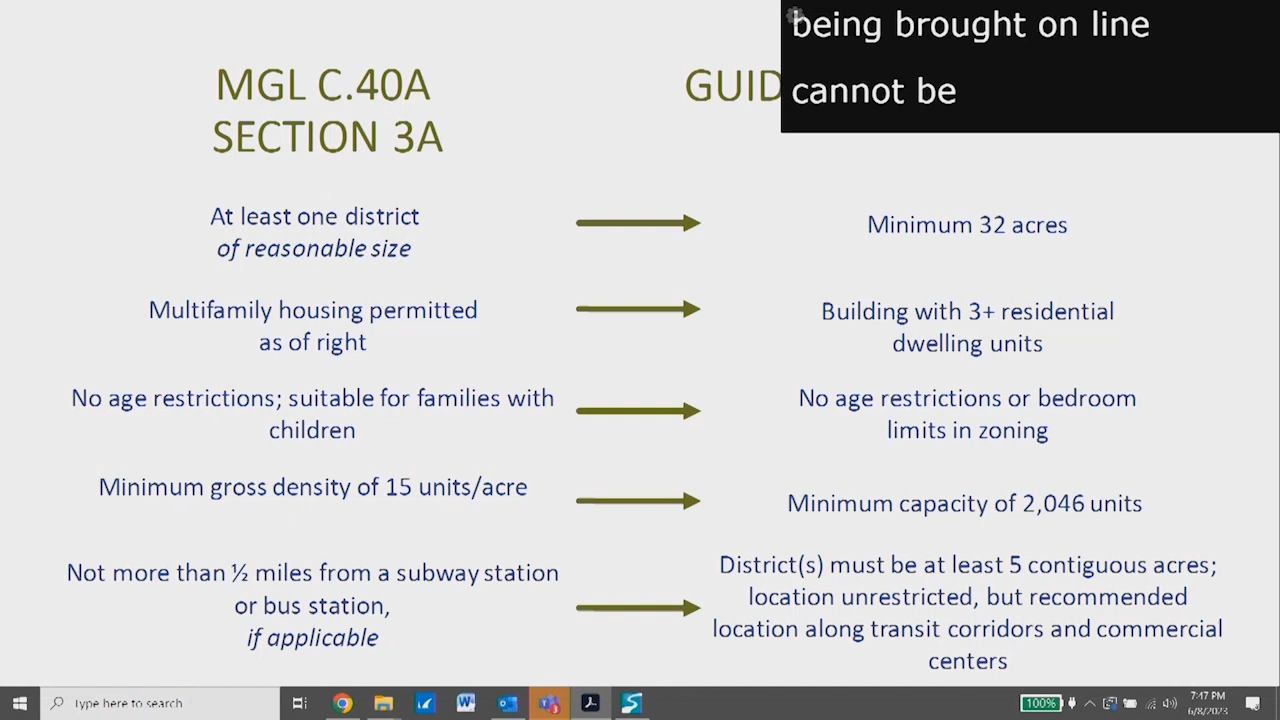 being brought on line
cannot be
MGL C.40A
SECTION 3A
GUID
At least one district
of reasonable size
Minimum 32 acres
Multifamily housing permitted
as of right
Building with 3+ residential
dwelling units
No age restrictions; suitable for families with
children
No age restrictions or bedroom
limits in zoning
Minimum gross density of 15 units/acre
Minimum capacity of 2,046 units
Not more than ½ miles from a subway station
or bus station,
if applicable
District(s) must be at least 5 contiguous acres;
location unrestricted, but recommended
location along transit corridors and commercial
centers
Type here to search
100%
7:47 PM
6/8/2023